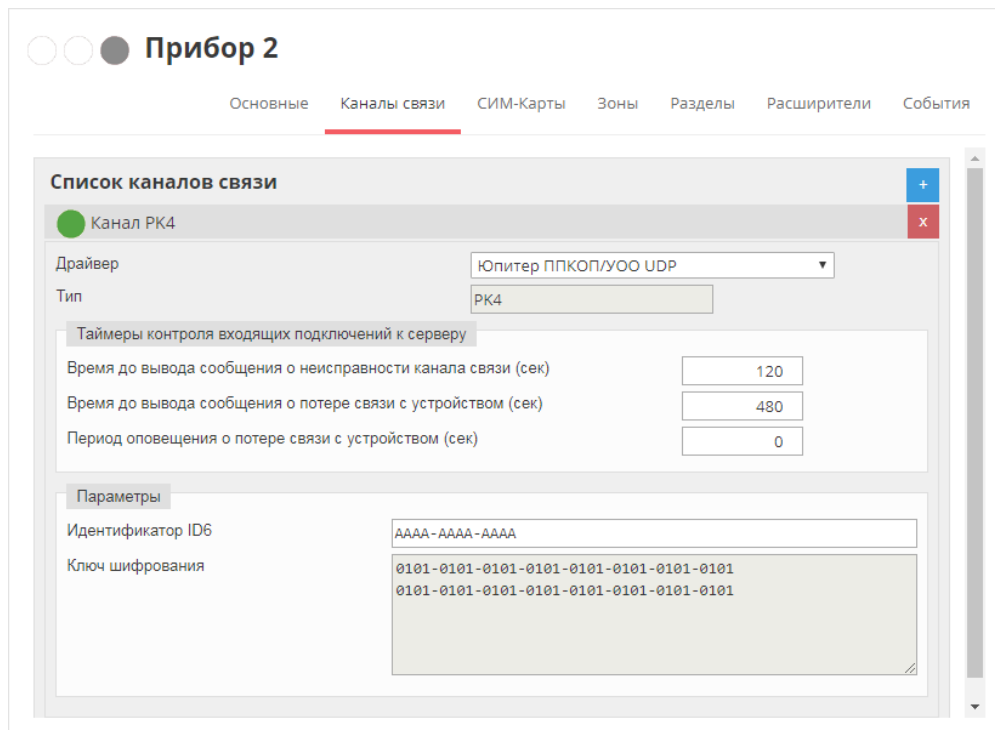 Прибор 2
Основные Каналы связи СИМ-Карты Зоны Разделы Расширители События
Список каналов связи +
Канал РК4 x
Драйвер Юпитер ППКОП/УОО UDP
Тип РК4
Таймеры контроля входящих подключений к серверу
Время до вывода сообщения о неисправности канала связи (сек) 120
Время до вывода сообщения о потере связи с устройством (сек) 480
Период оповещения о потере связи с устройством (сек) 0
Параметры
Идентификатор ID6 AAAA-AAAA-AAAA
Ключ шифрования 0101-0101-0101-0101-0101-0101-0101-0101
0101-0101-0101-0101-0101-0101-0101-0101